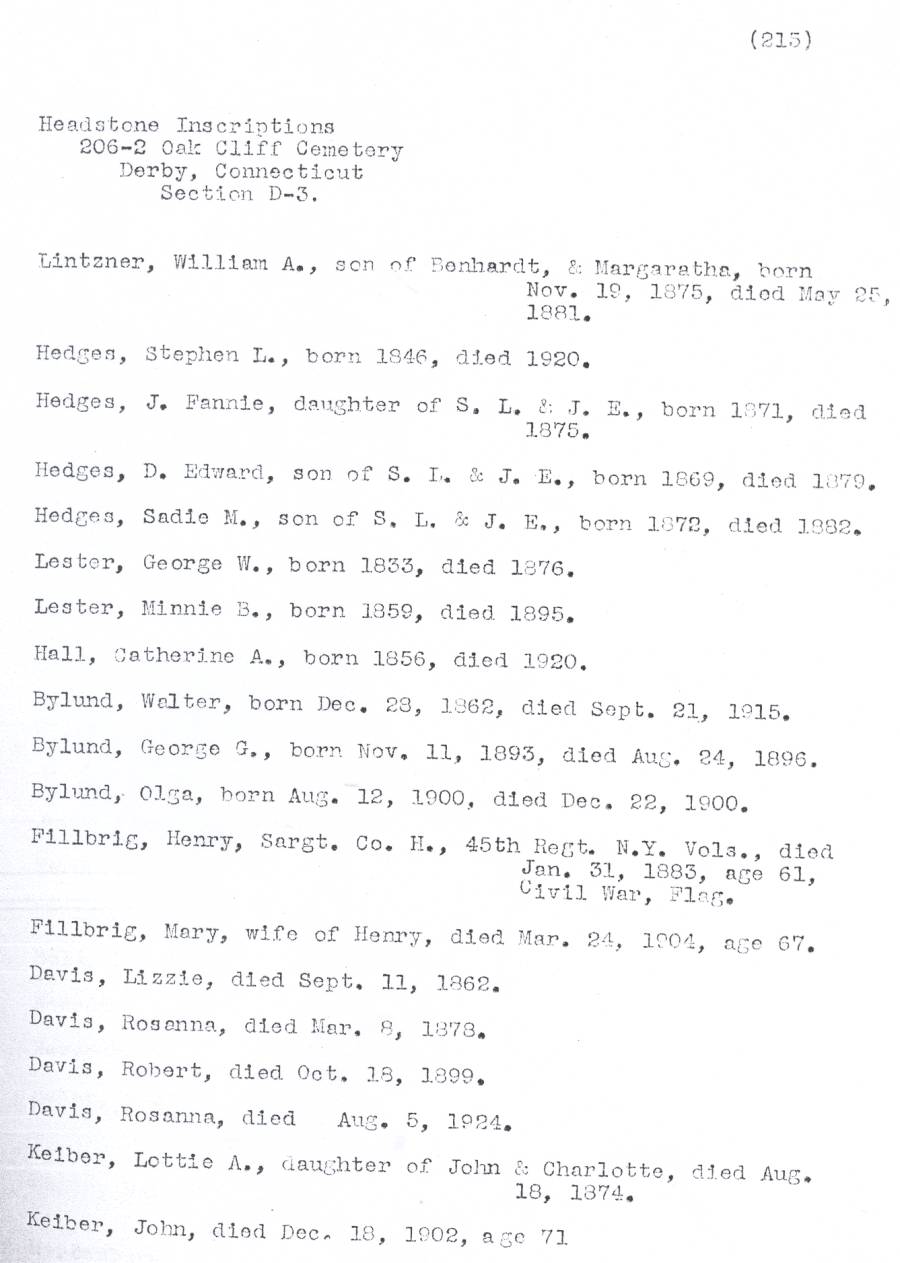 (215)
Headstone Inscriptions
206-2 Oak Cliff Cemetery
Derby, Connecticut
Section D-3.
Lintzner, William A., son of Benhardt, & Margaratha, born
Nov. 19, 1875, died May 25,
1881.
Hedges, Stephen L., born 1846, died 1920.
Hedges, J. Fannie, daughter of S. L. & J. E., born 1871, died
1875.
Hedges, D. Edward, son of S. L. & J. E., born 1869, died 1879.
Hedges, Sadie M., son of S. L. & J. E., born 1872, died 1882.
Lester, George W., born 1833, died 1876.
Lester, Minnie B., born 1859, died 1895.
Hall, Catherine A., born 1856, died 1920.
Bylund, Walter, born Dec. 28, 1862, died Sept. 21, 1915.
Bylund, George G., born Nov. 11, 1893, died Aug. 24, 1896.
Bylund, Olga, born Aug. 12, 1900, died Dec. 22, 1900.
Fillbrig, Henry, Sargt. Co. H., 45th Regt. N.Y. Vols., died
Jan. 31, 1883, age 61,
Civil War, Flag.
Fillbrig, Mary, wife of Henry, died Mar. 24, 1904, age 67.
Davis, Lizzie, died Sept. 11, 1862.
Davis, Rosanna, died Mar. 8, 1878.
Davis, Robert, died Oct. 18, 1899.
Davis, Rosanna, died Aug. 5, 1924.
Keiber, Lottie A., daughter of John & Charlotte, died Aug.
18, 1874.
Keiber, John, died Dec. 18, 1902, age 71